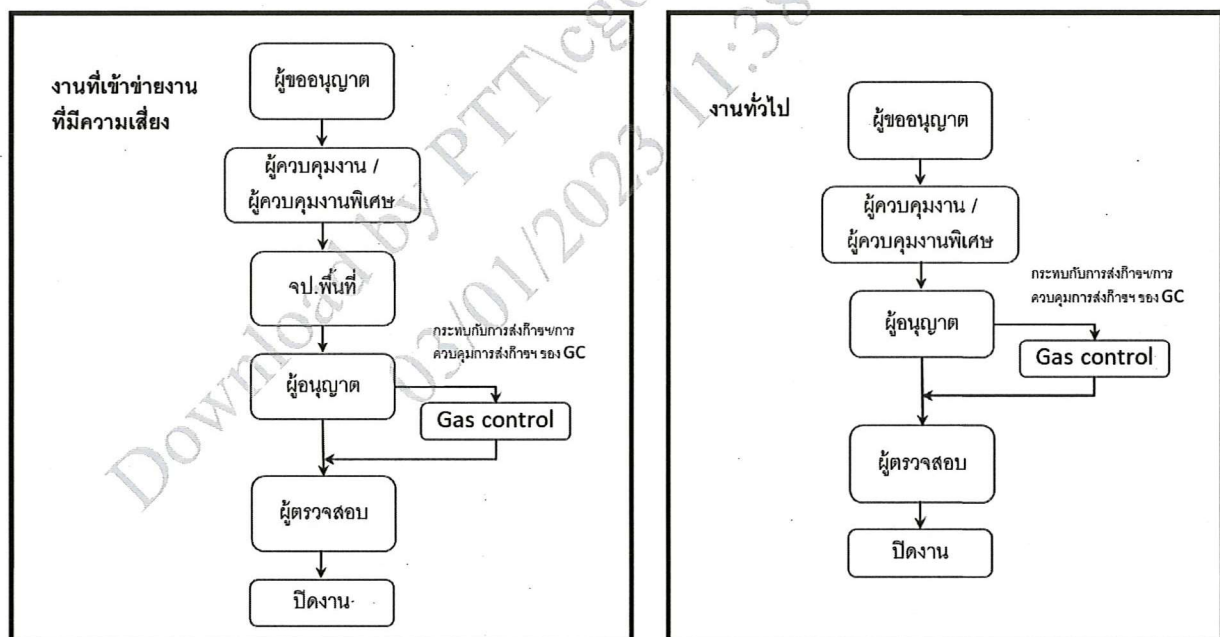 งานที่เข้าข่ายงาน
ที่มีความเสี่ยง
ผู้ขออนุญาต
ผู้ควบคุมงาน /
ผู้ควบคุมงานพิเศษ
จป.พื้นที่
กระทบกับการส่งก๊าซฯ/การ
ควบคุมการส่งก๊าซฯ ของ GC
ผู้อนุญาต
Gas control
ผู้ตรวจสอบ
ปิดงาน
งานทั่วไป
ผู้ขออนุญาต
ผู้ควบคุมงาน /
ผู้ควบคุมงานพิเศษ
กระทบกับการส่งก๊าซฯ/การ
ควบคุมการส่งก๊าซฯ ของ GC
ผู้อนุญาต
Gas control
ผู้ตรวจสอบ
ปิดงาน
Download by PTT\cg
03/01/2023 11:38